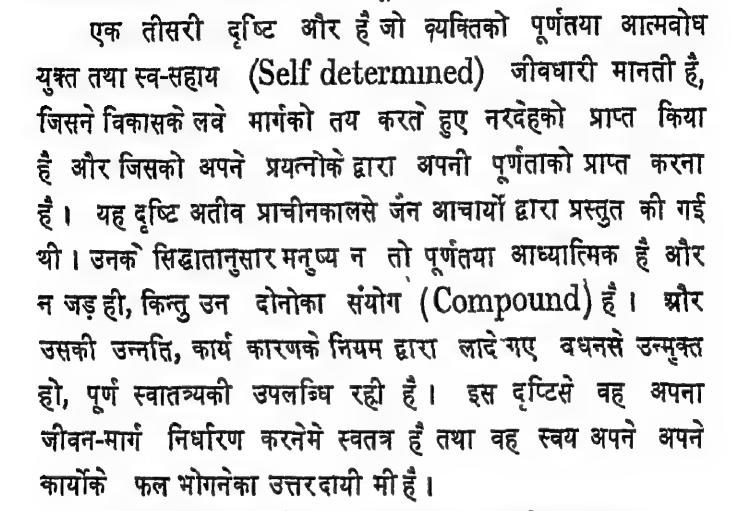 एक तीसरी दृष्टि और है जो व्यक्तिको पूर्णतया आत्मवोध
युक्त तथा स्व-सहाय (Self determined) जीवधारी मानती है,
जिसने विकासके लवे मार्गको तय करते हुए नरदेहको प्राप्त किया
है और जिसको अपने प्रयत्नोके द्वारा अपनी पूर्णताको प्राप्त करना
है। यह दृष्टि अतीव प्राचीनकालसे जैन आचार्यो द्वारा प्रस्तुत की गई
थी। उनके सिद्धातानुसार मनुष्य न तो पूर्णतया आध्यात्मिक है और
न जड़ ही, किन्तु उन दोनोका संयोग (Compound) है। और
उसकी उन्नति, कार्य कारणके नियम द्वारा लादे गए वधनसे उन्मुक्त
हो, पूर्ण स्वातत्र्यकी उपलब्धि रही है। इस दृष्टिसे वह अपना
जीवन-मार्ग निर्धारण करनेमे स्वतत्र है तथा वह स्वय अपने अपने
कार्योके फल भोगनेका उत्तरदायी मी है।